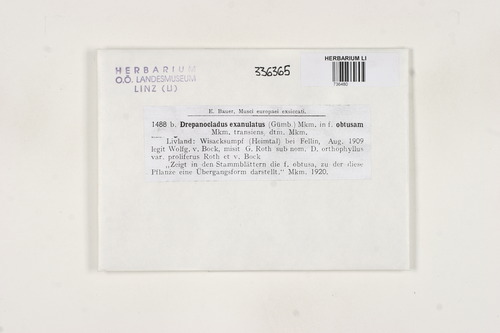 HERBARIUM
O.Ö. LANDESMUSEUM
LINZ (LI)
336365
HERBARIUM LI
736460
E. Bauer, Musci europaei exsiccati.
1488 b. Drepanocladus exanulatus (Gümb.) Mkm. in f. obtusam
Mkm. transiens, dtm. Mkm.
Livland: Wisacksumpf (Heimtal) bei Fellin, Aug. 1909
legit Wolfg. v. Bock, misit G. Roth sub nom. D. orthophyllus
var. proliferus Roth et v. Bock
„Zeigt in den Stammblättern die f. obtusa, zu der diese
Pflanze eine Übergangsform darstellt." Mkm. 1920.